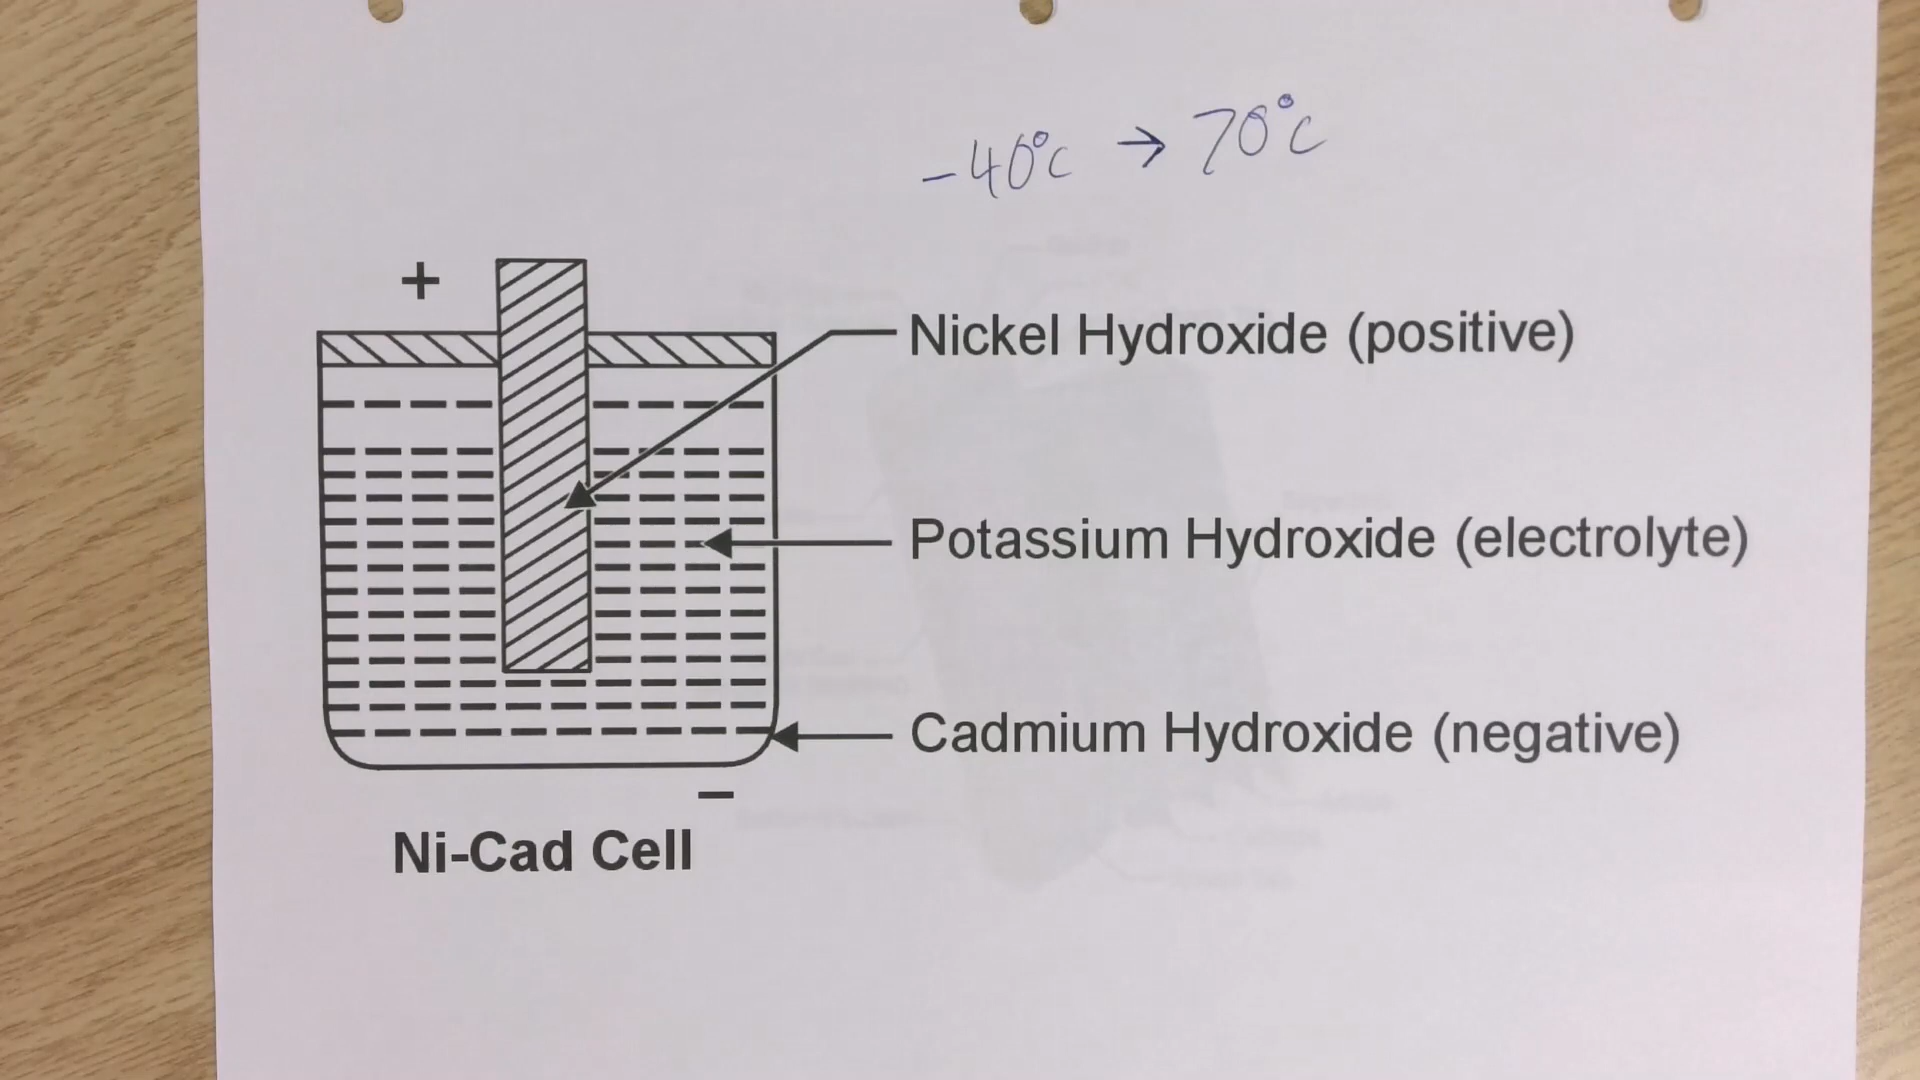 -40°c → 70°c
+
Nickel Hydroxide (positive)
Potassium Hydroxide (electrolyte)
Cadmium Hydroxide (negative)
−
Ni-Cad Cell